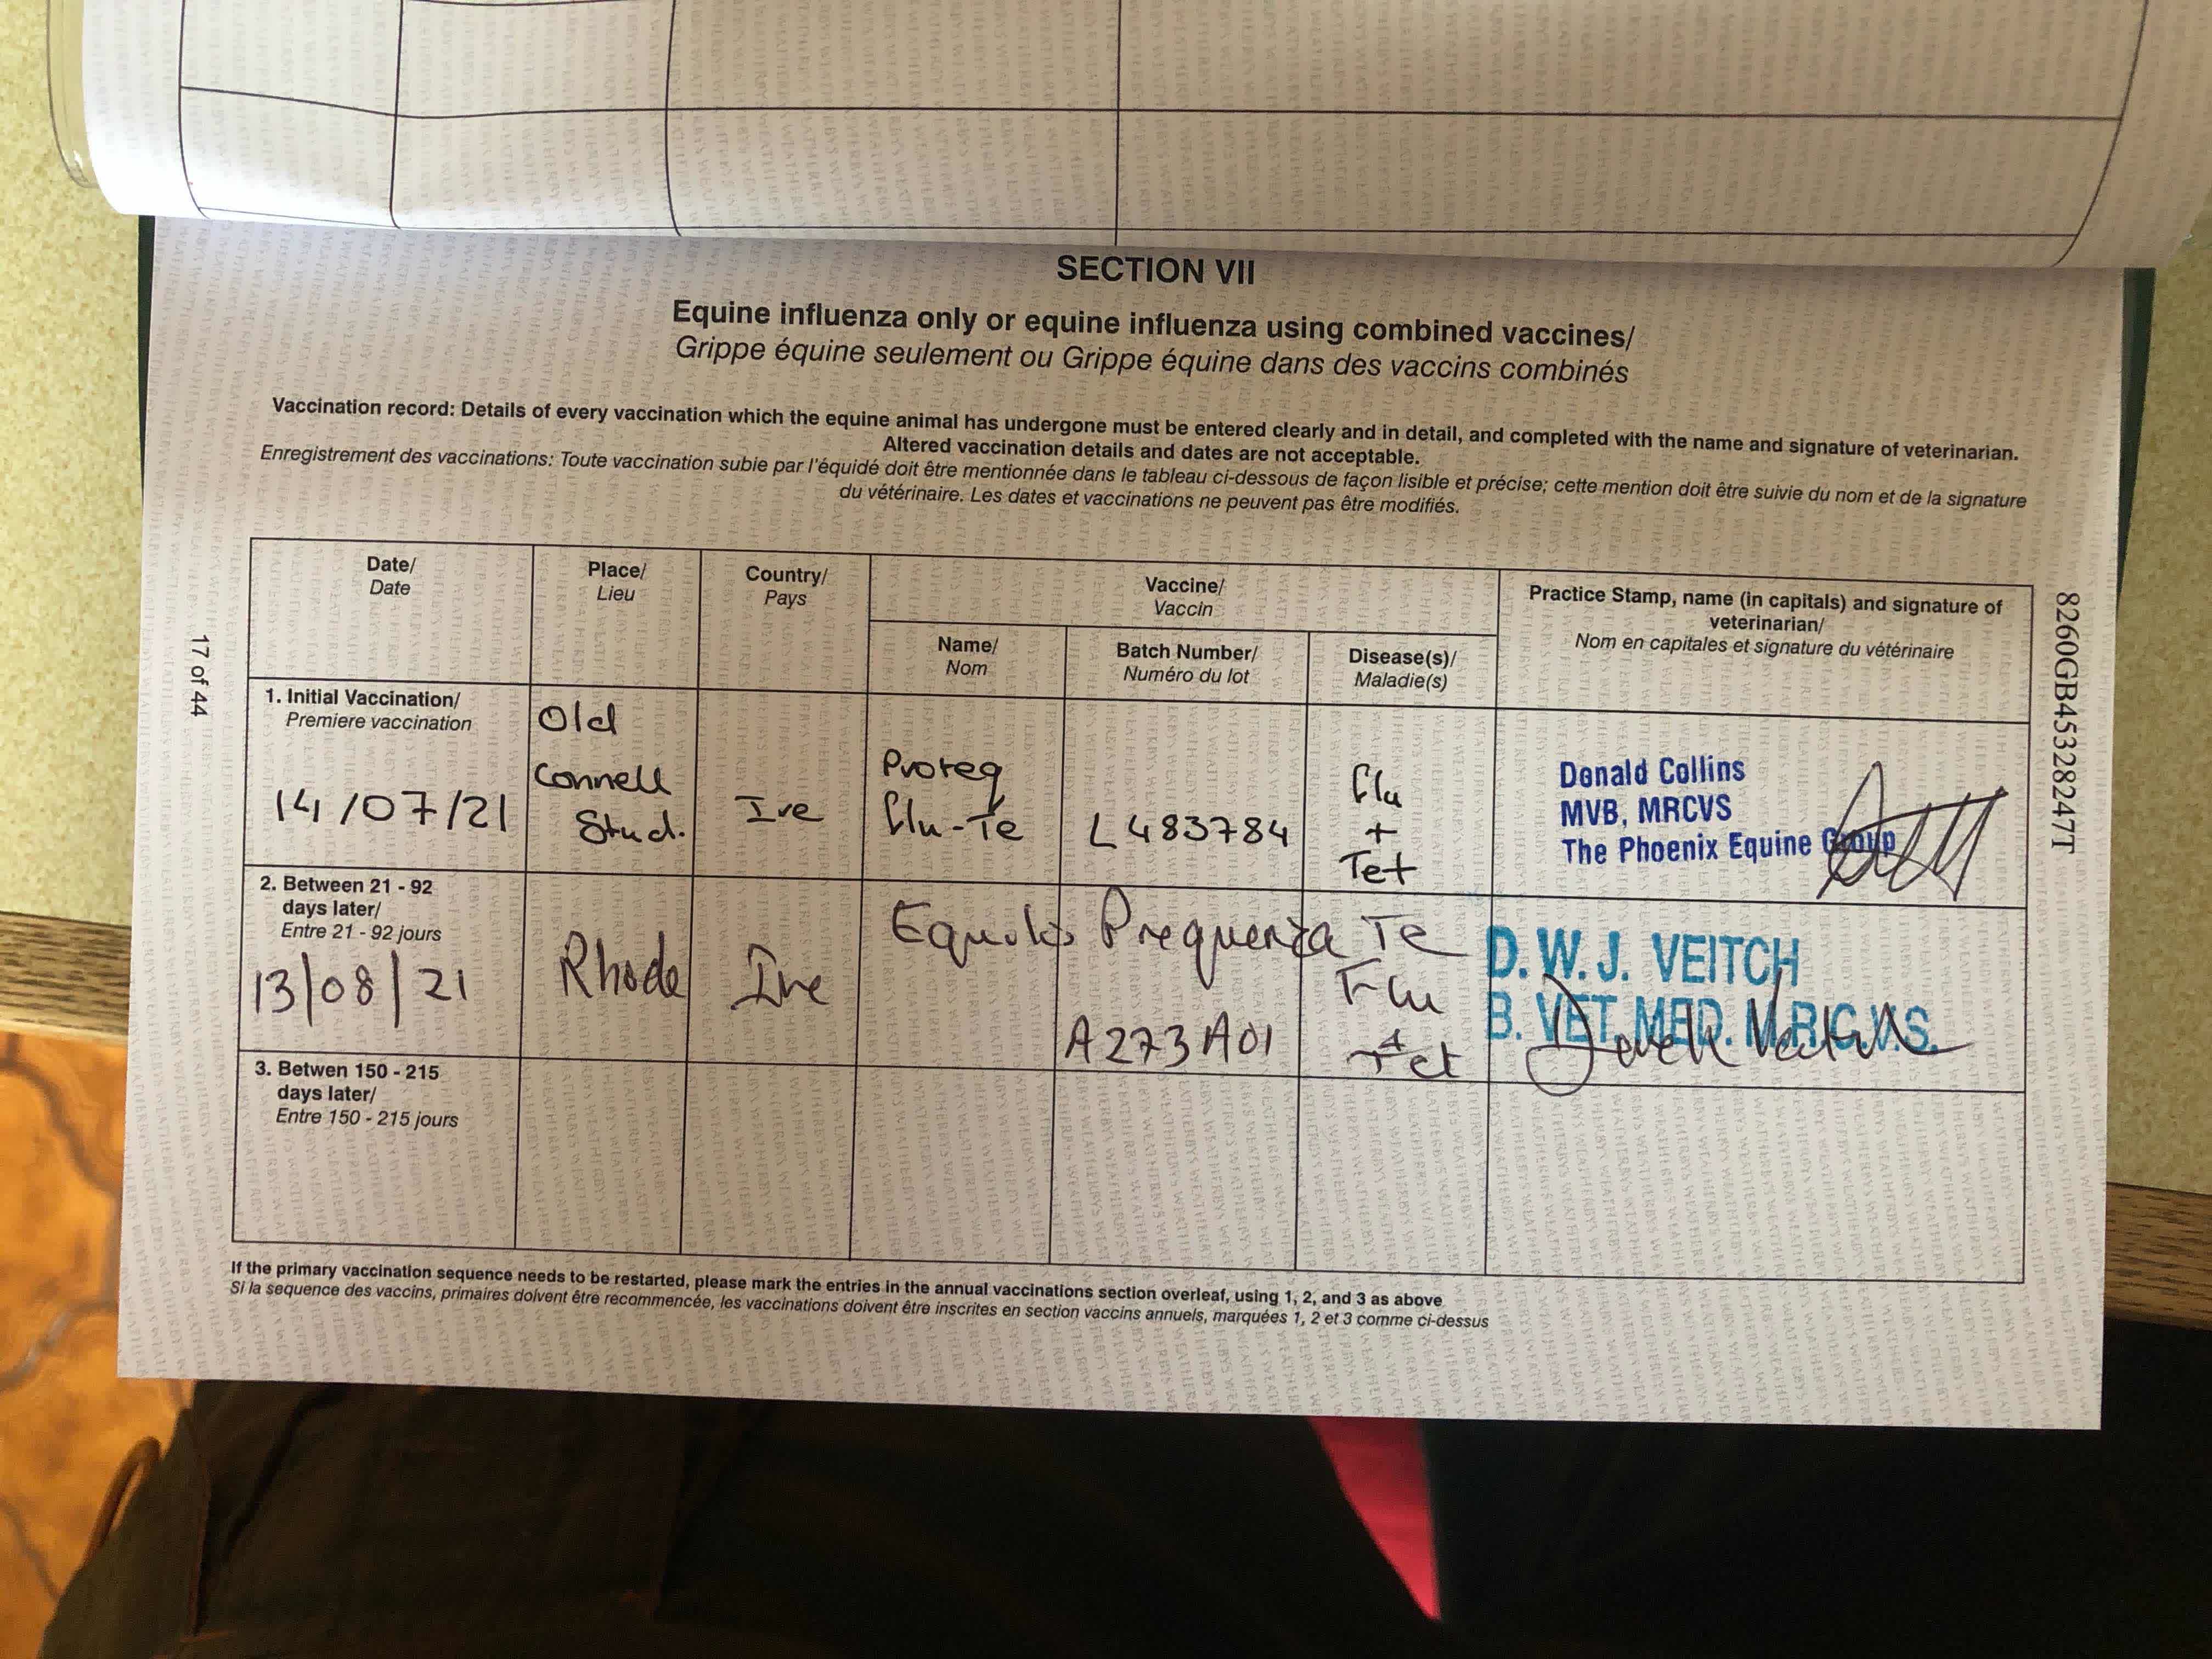 SECTION VII
Equine influenza only or equine influenza using combined vaccines/
Grippe équine seulement ou Grippe équine dans des vaccins combinés
Vaccination record: Details of every vaccination which the equine animal has undergone must be entered clearly and in detail, and completed with the name and signature of veterinarian.
Altered vaccination details and dates are not acceptable.
Enregistrement des vaccinations: Toute vaccination subie par l'équidé doit être mentionnée dans le tableau ci-dessous de façon lisible et précise; cette mention doit être suivie du nom et de la signature
du vétérinaire. Les dates et vaccinations ne peuvent pas être modifiés.
Date/
Date
Place/
Lieu
Country/
Pays
Vaccine/
Vaccin
Name/
Nom
Batch Number/
Numéro du lot
Disease(s)/
Maladie(s)
Practice Stamp, name (in capitals) and signature of
veterinarian/
Nom en capitales et signature du vétérinaire
1. Initial Vaccination/
Premiere vaccination
14/07/21
Old
Connell
Stud.
Ire
Proteq
Flu-Te
L483784
Flu
+
Tet
Donald Collins
MVB, MRCVS
The Phoenix Equine Group
2. Between 21 - 92
days later/
Entre 21 - 92 jours
13/08/21
Rhode
Ire
Equilis Prequenza Te
A273A01
Flu
+
Tet
D. W. J. VEITCH
B. VET. MED. M.R.C.V.S.
3. Betwen 150 - 215
days later/
Entre 150 - 215 jours
If the primary vaccination sequence needs to be restarted, please mark the entries in the annual vaccinations section overleaf, using 1, 2, and 3 as above
Si la sequence des vaccins, primaires doivent être recommencée, les vaccinations doivent être inscrites en section vaccins annuels, marquées 1, 2 et 3 comme ci-dessus
17 of 44
8260GB45328247T